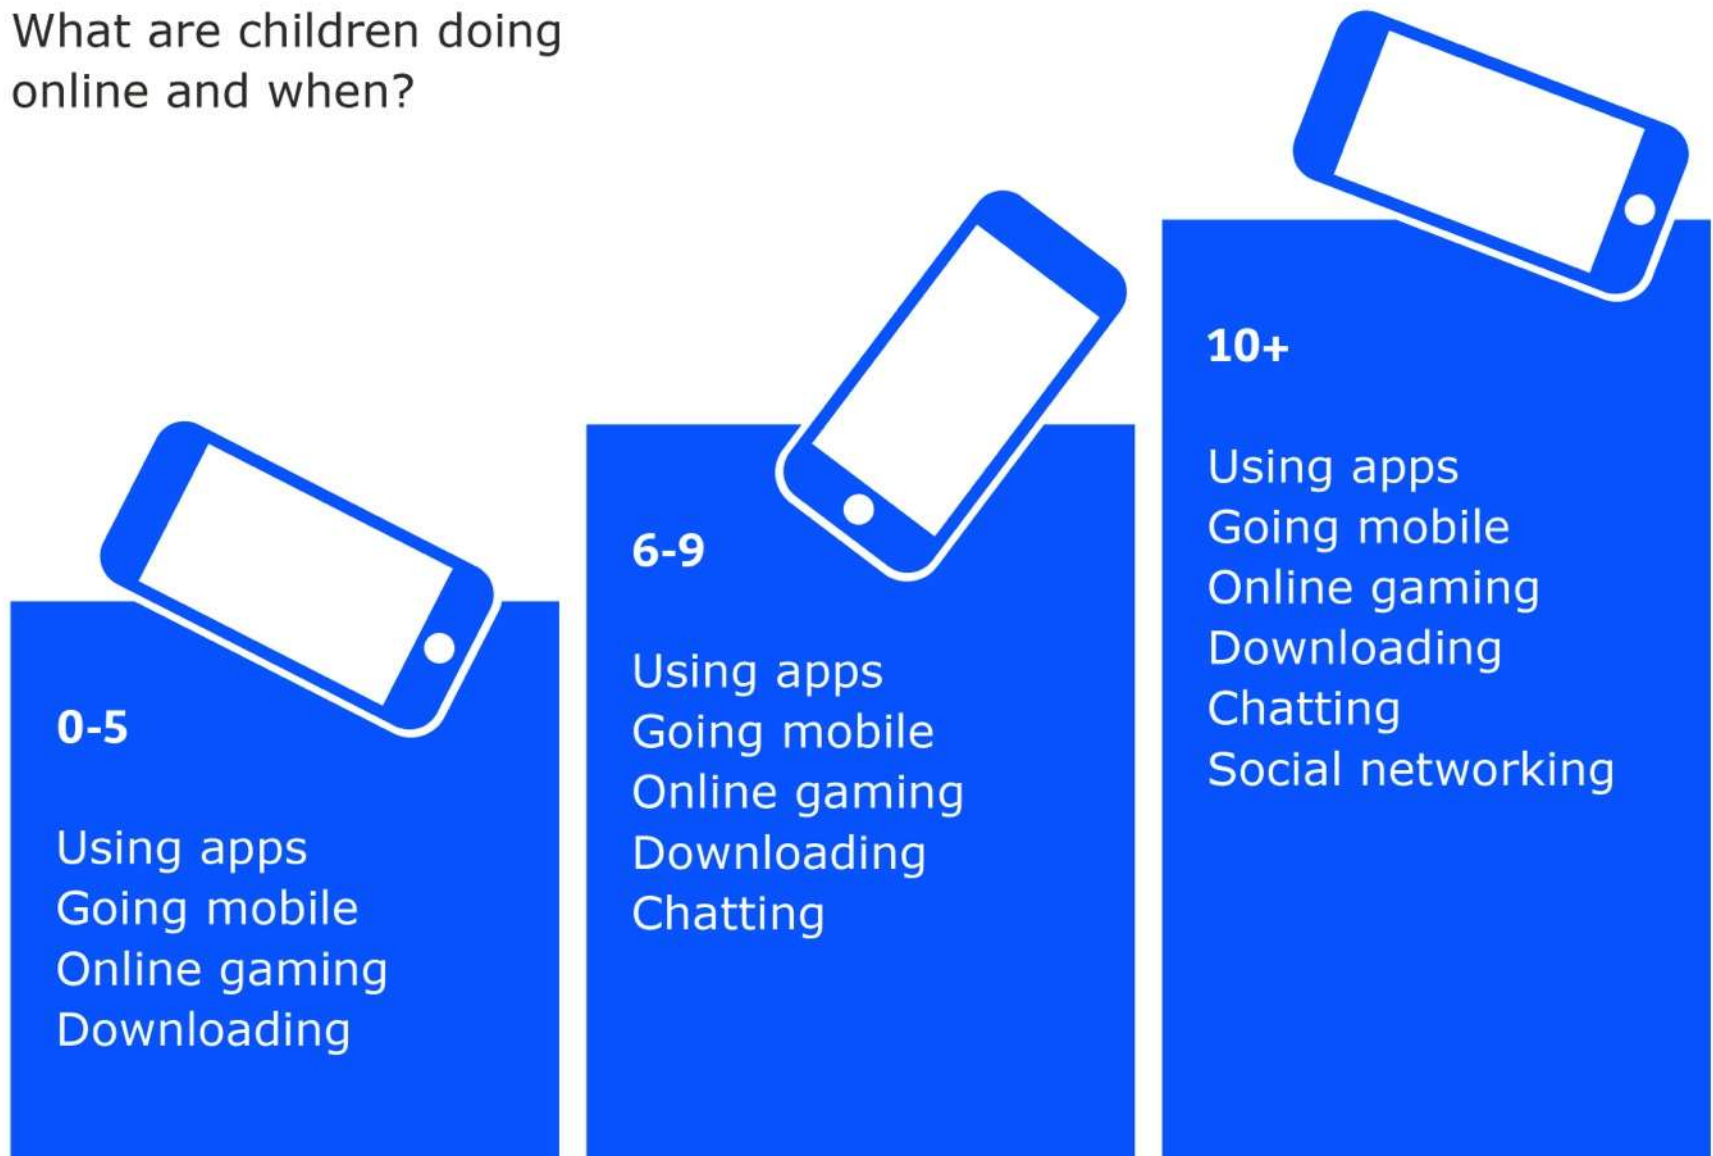 What are children doing
online and when?
0-5
Using apps
Going mobile
Online gaming
Downloading
6-9
Using apps
Going mobile
Online gaming
Downloading
Chatting
10+
Using apps
Going mobile
Online gaming
Downloading
Chatting
Social networking